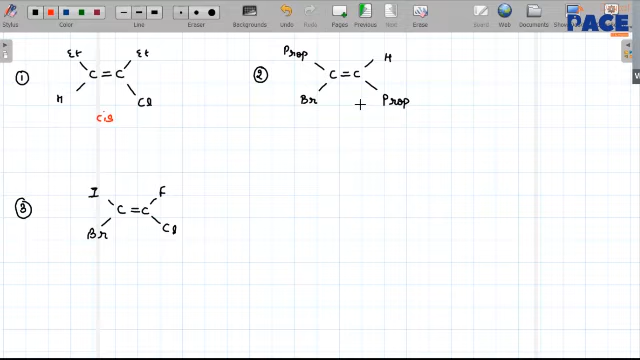 Stylus Color Line Eraser Backgrounds Undo Redo Pages Previous Next Erase Board Web Documents Show
PACE
① Et Et
C = C
H Cl
cis
② Prop H
C = C
Br Prop
③ I F
C = C
Br Cl